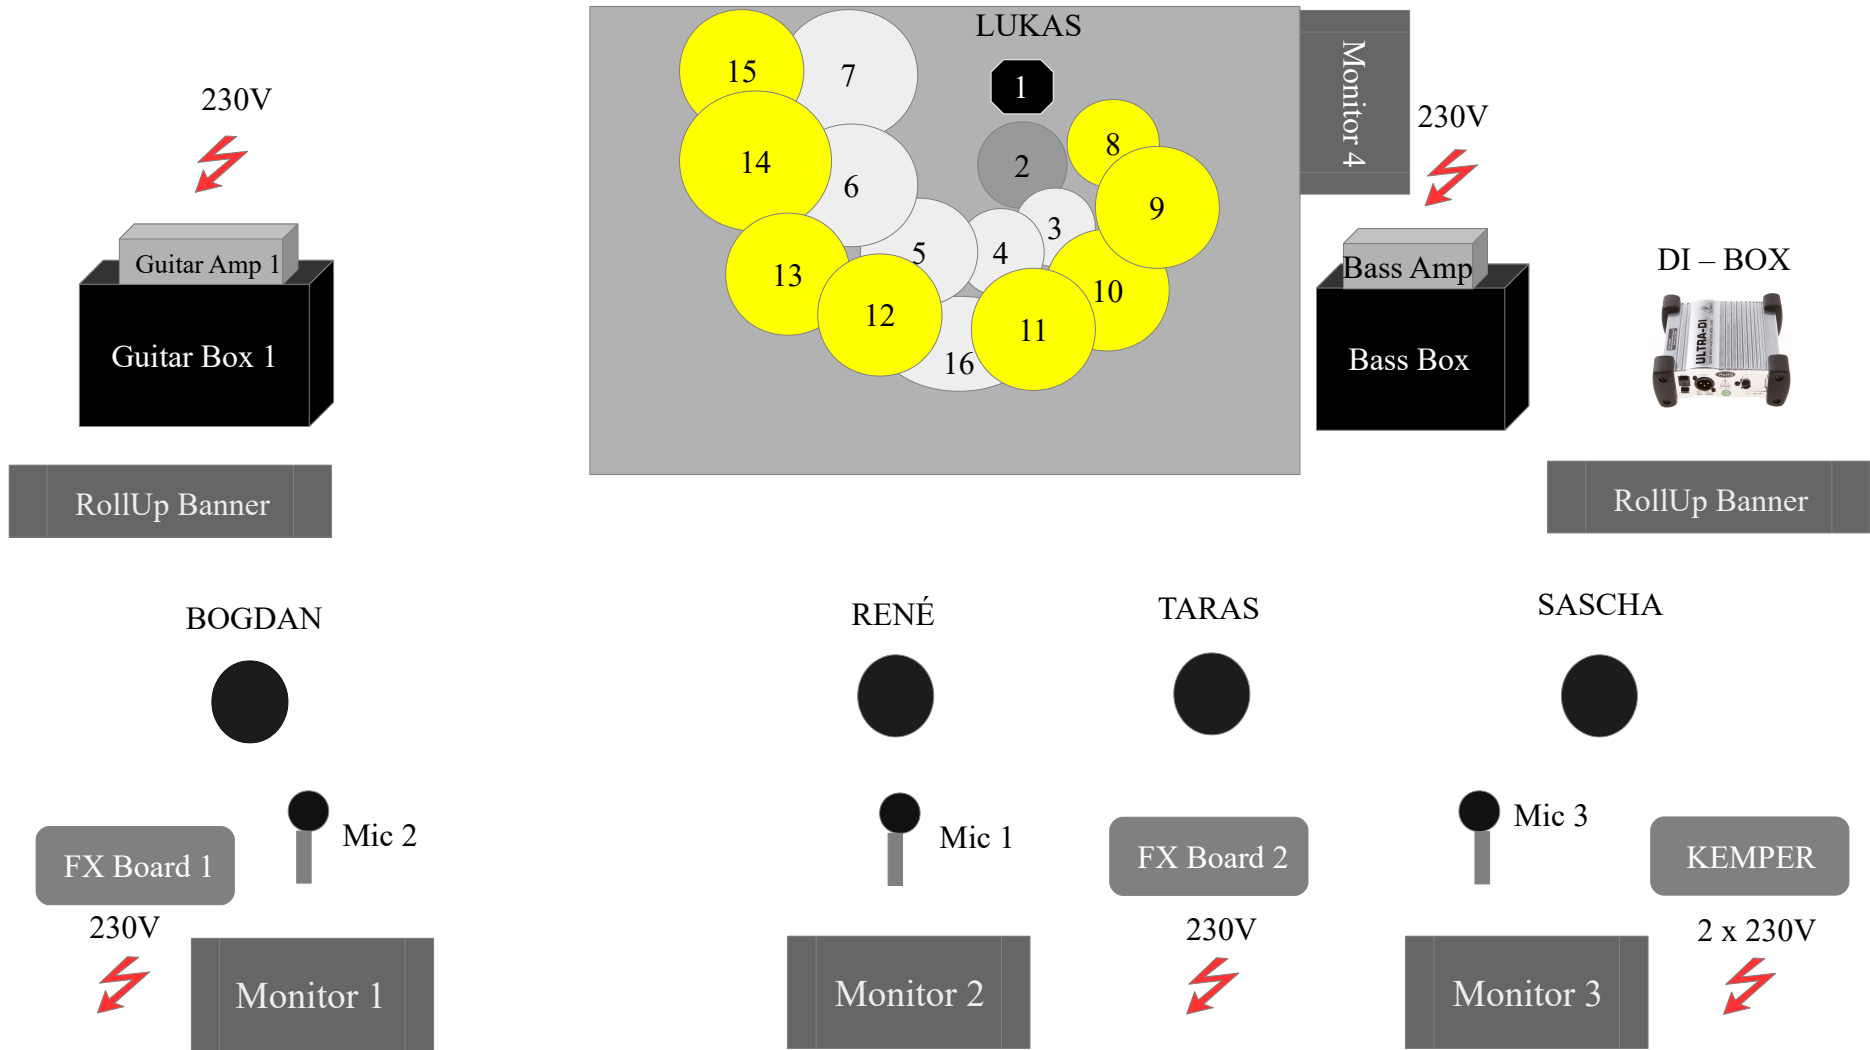 LUKAS
15
7
1
Monitor 4
230V
230V
14
6
2
8
9
3
5
4
13
10
12
11
16
Guitar Amp 1
Guitar Box 1
Bass Amp
Bass Box
DI – BOX
ULTRA-DI
RollUp Banner
RollUp Banner
BOGDAN
RENÉ
TARAS
SASCHA
Mic 2
Mic 1
Mic 3
FX Board 1
FX Board 2
KEMPER
230V
230V
2 x 230V
Monitor 1
Monitor 2
Monitor 3